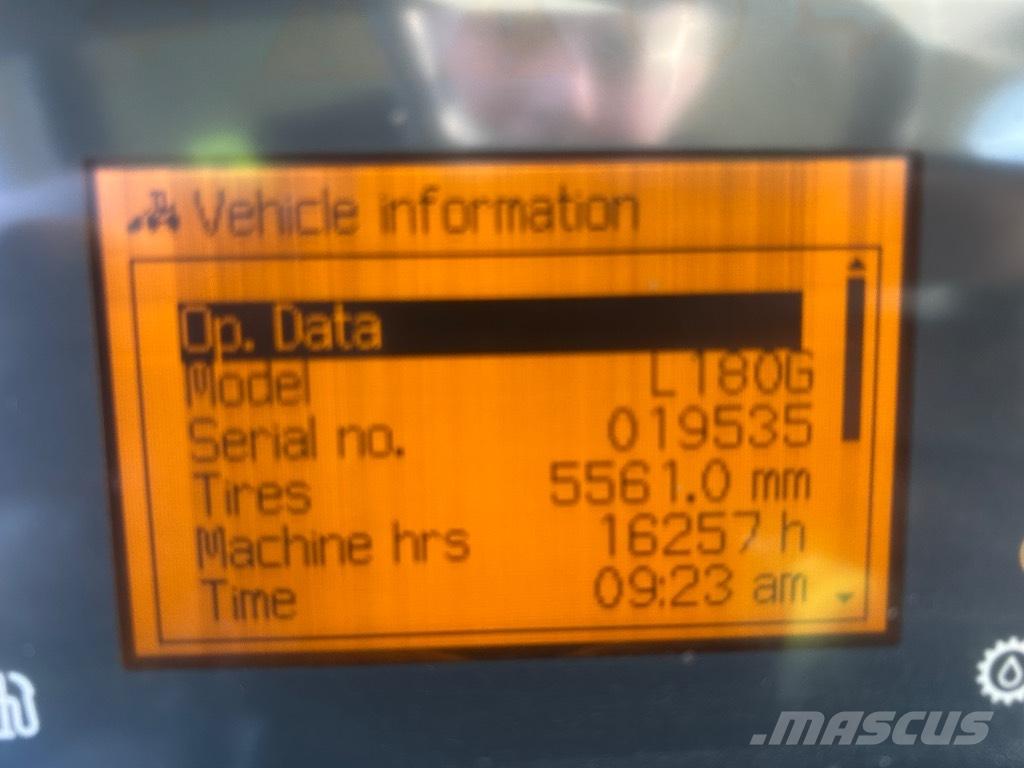 Vehicle information
Op. Data
Model L180G
Serial no. 019535
Tires 5561.0 mm
Machine hrs 16257 h
Time 09:23 am
.MASCUS